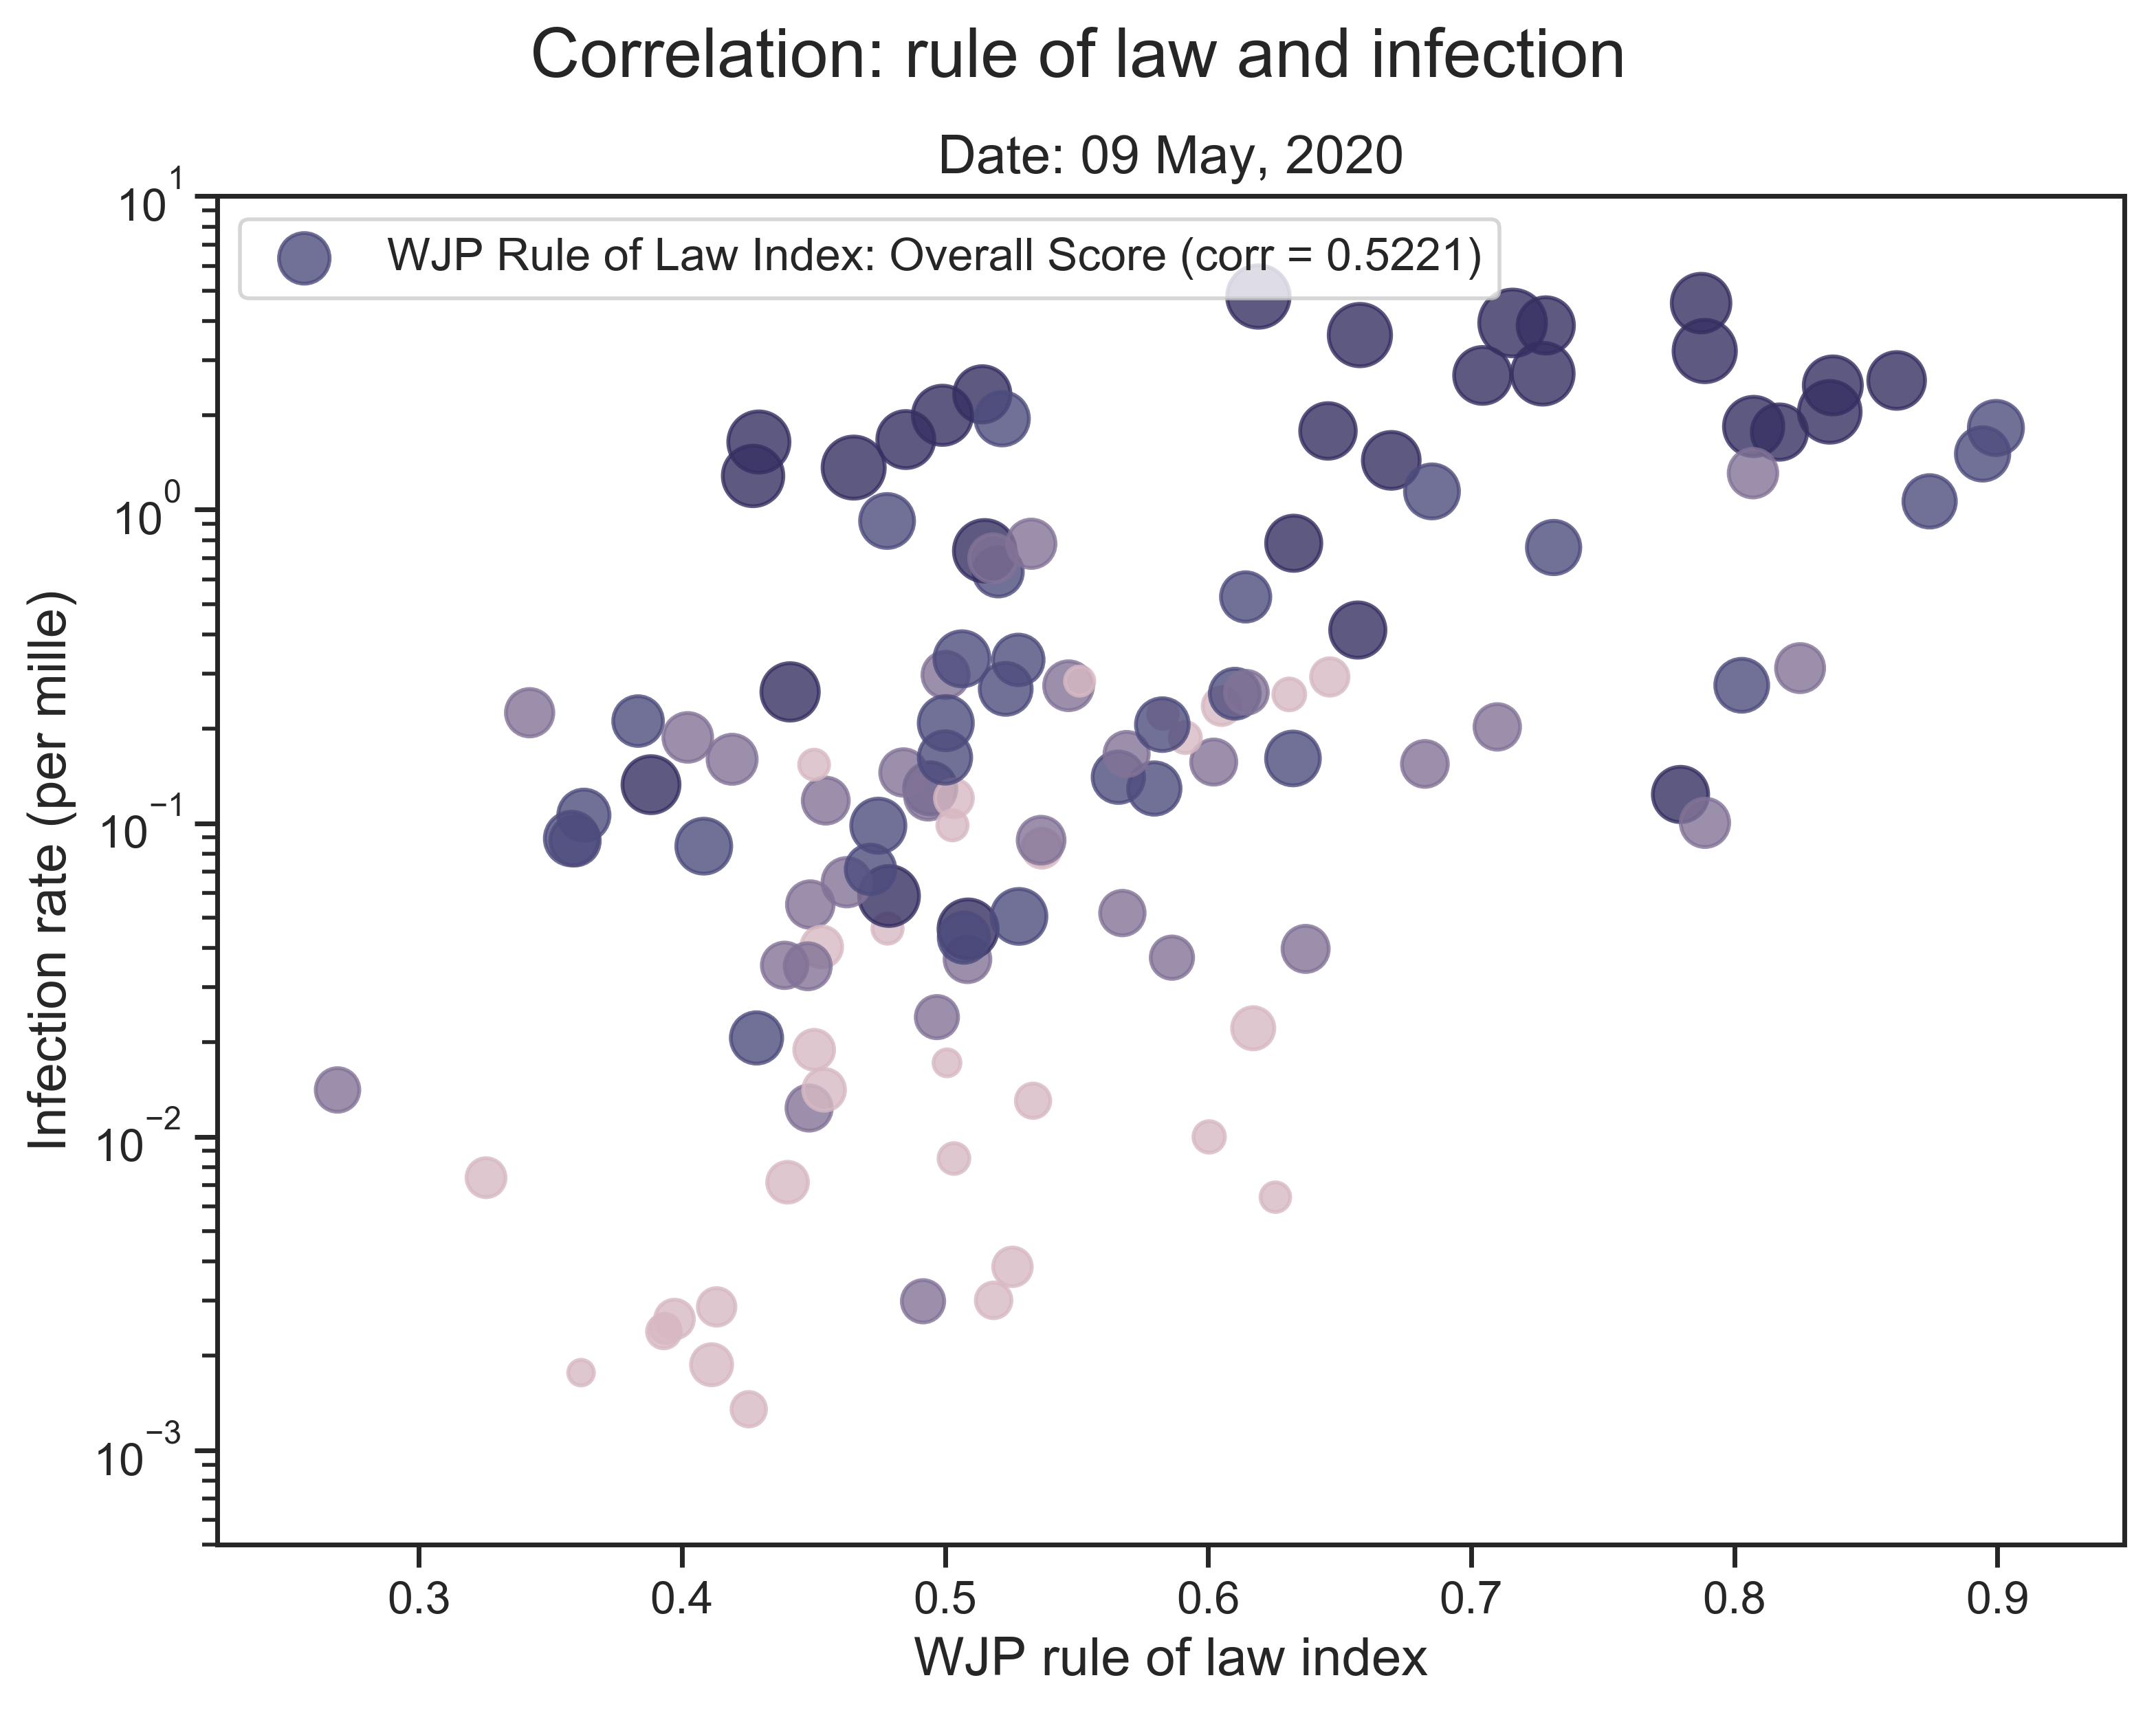 Correlation: rule of law and infection
Date: 09 May, 2020
WJP Rule of Law Index: Overall Score (corr = 0.5221)
Infection rate (per mille)
10^1
10^0
10^−1
10^−2
10^−3
0.3 0.4 0.5 0.6 0.7 0.8 0.9
WJP rule of law index